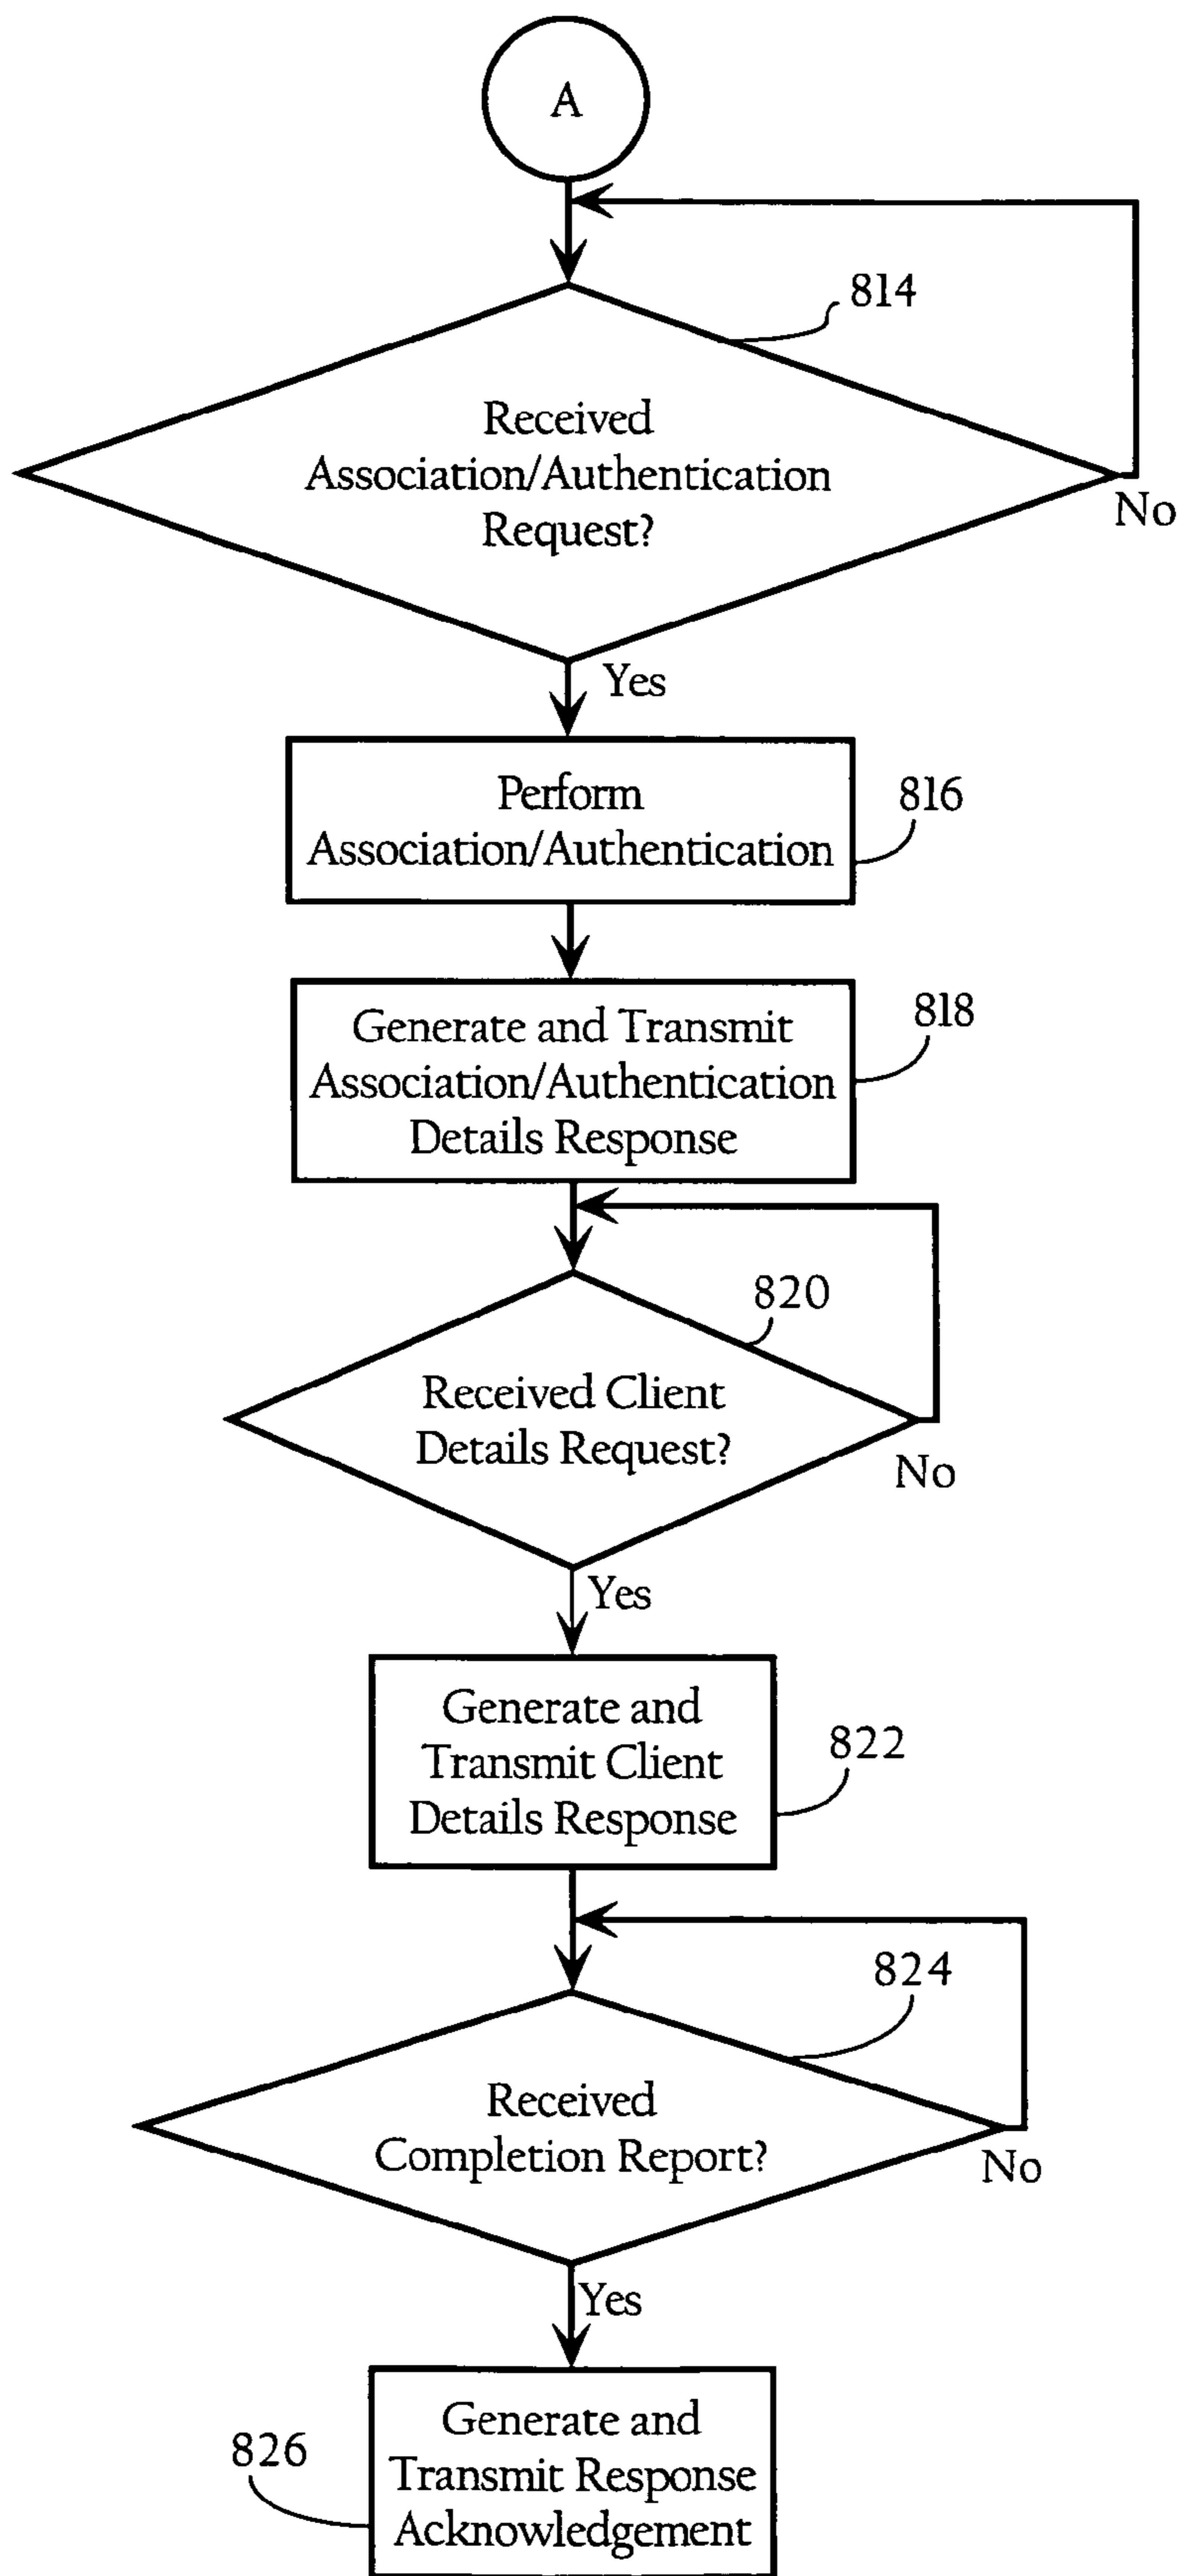 A
814
Received
Association/Authentication
Request?
No
Yes
Perform
Association/Authentication
816
Generate and Transmit
Association/Authentication
Details Response
818
820
Received Client
Details Request?
No
Yes
Generate and
Transmit Client
Details Response
822
824
Received
Completion Report?
No
Yes
Generate and
Transmit Response
Acknowledgement
826